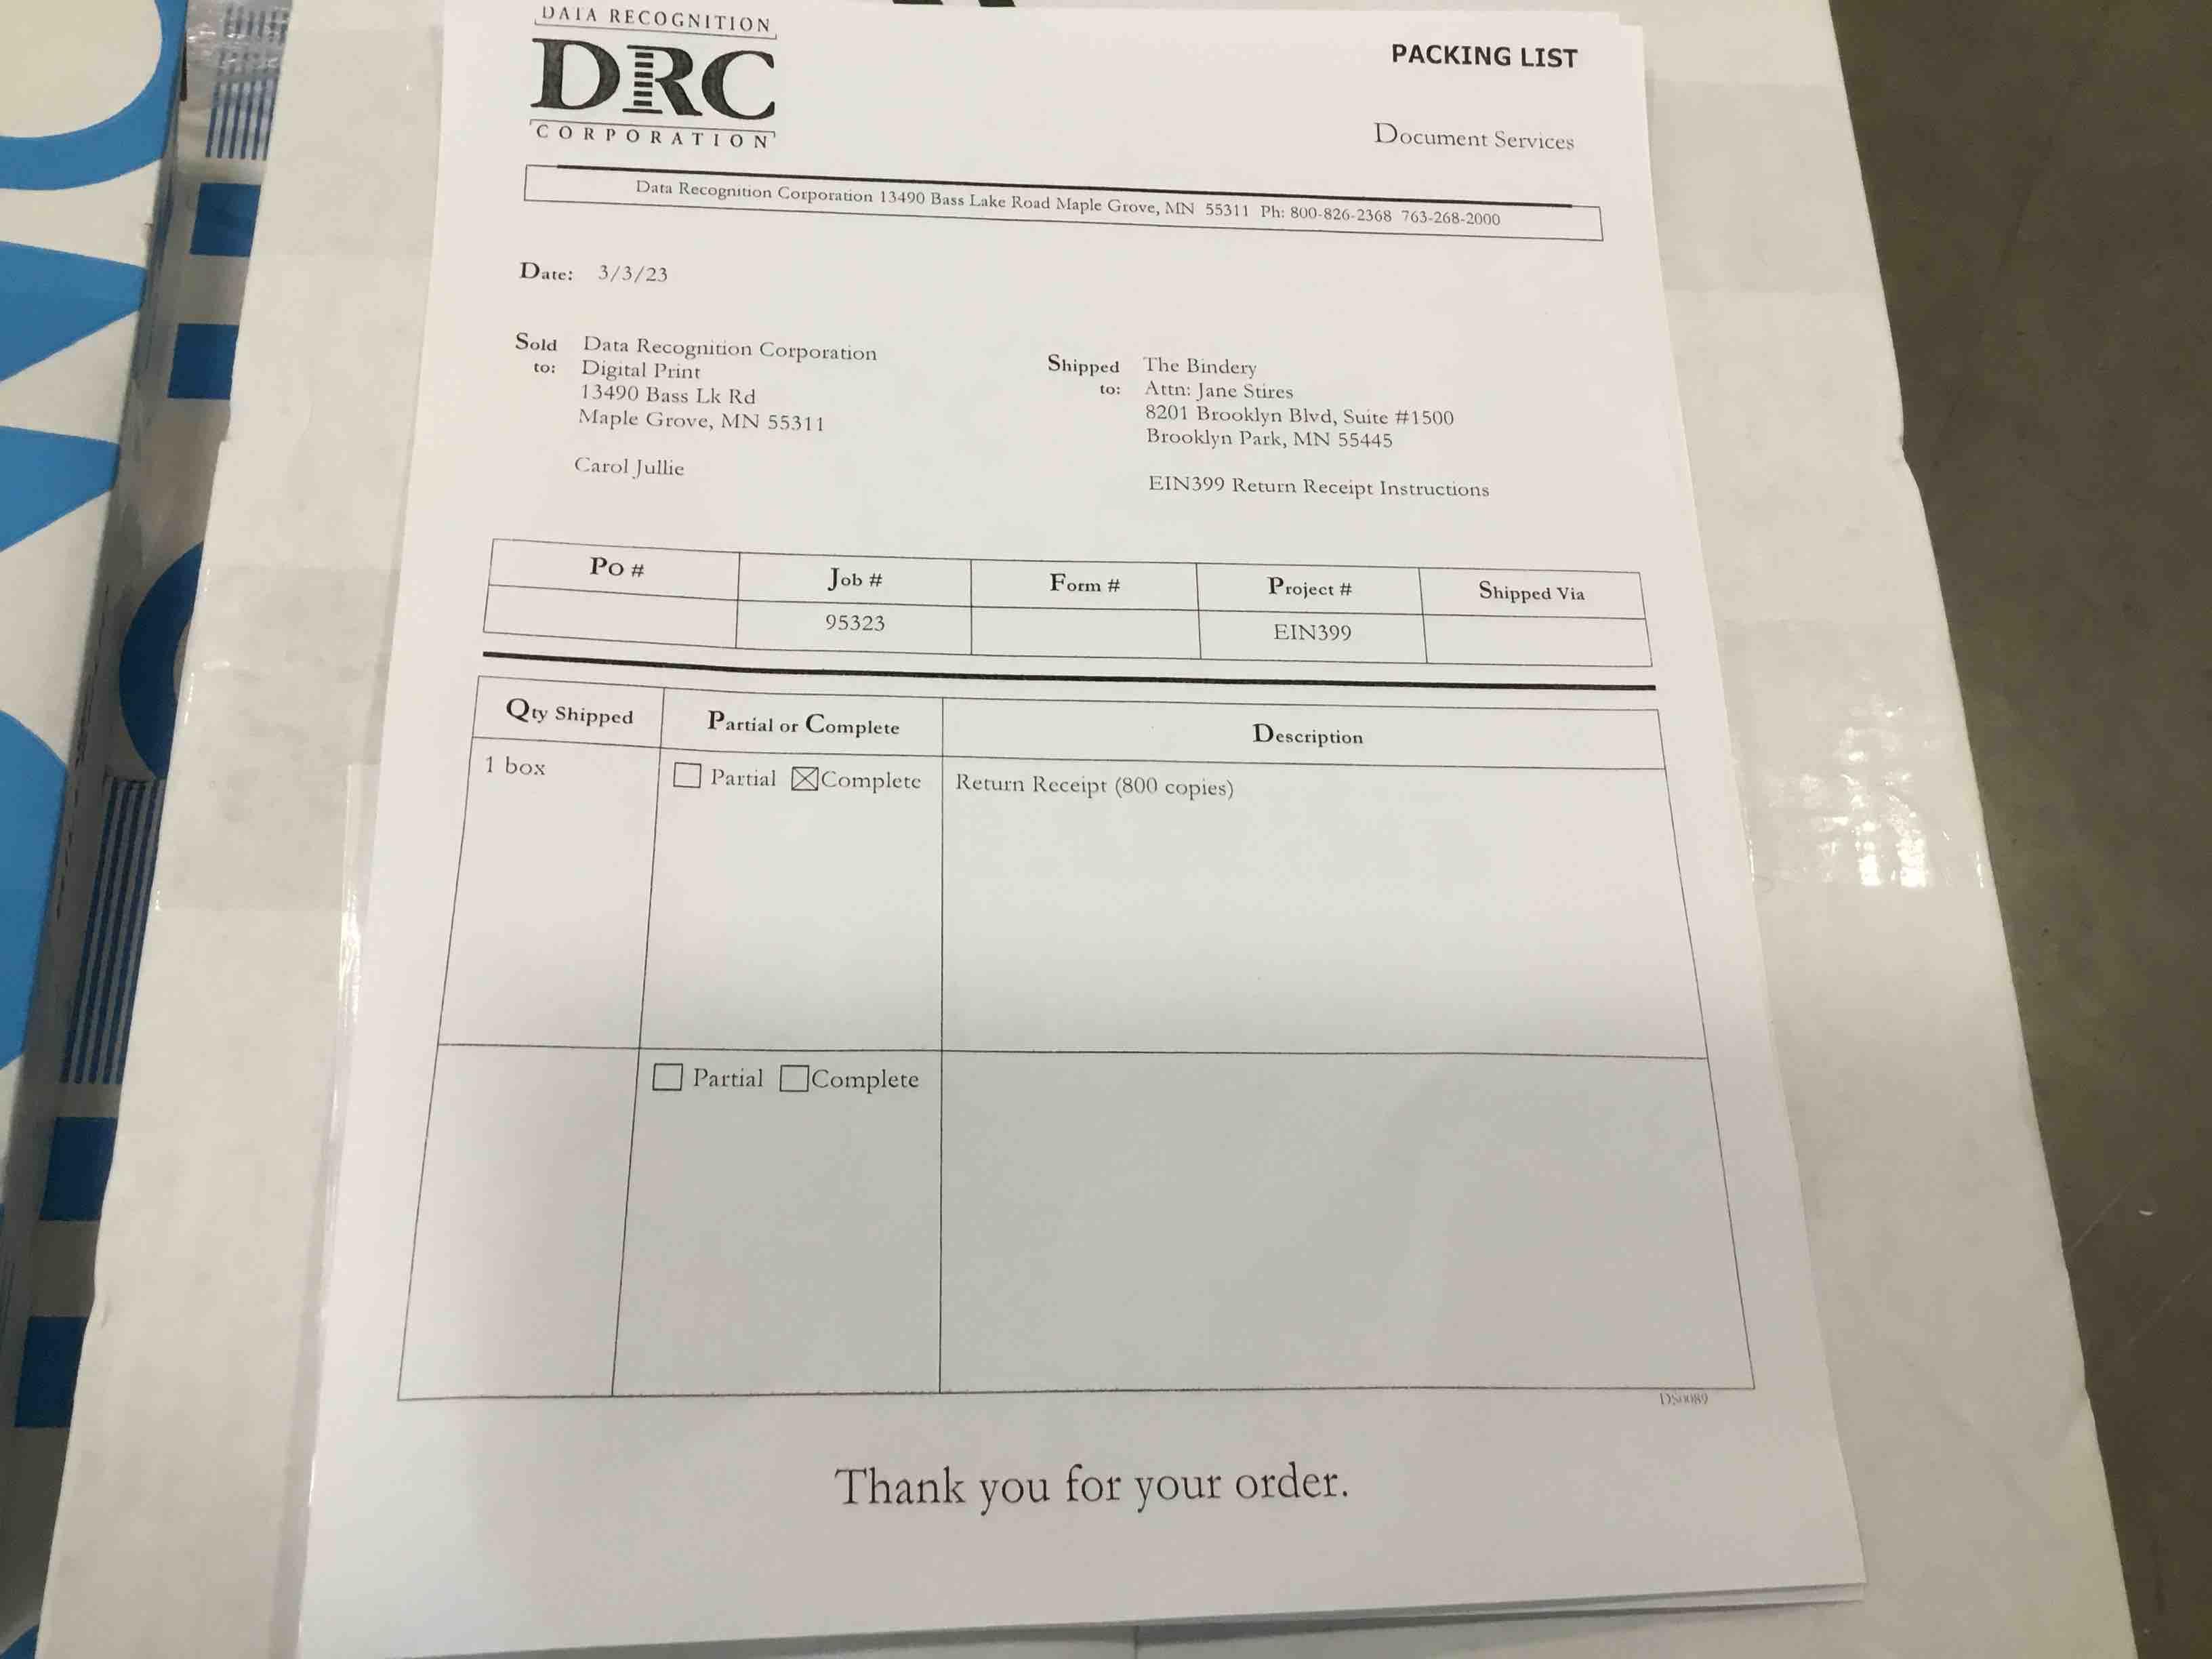 DATA RECOGNITION
DRC
CORPORATION
PACKING LIST
Document Services
Data Recognition Corporation 13490 Bass Lake Road Maple Grove, MN 55311 Ph: 800-826-2368 763-268-2000
Date: 3/3/23
Sold to: Data Recognition Corporation
Digital Print
13490 Bass Lk Rd
Maple Grove, MN 55311
Carol Jullie
Shipped to: The Bindery
Attn: Jane Stires
8201 Brooklyn Blvd, Suite #1500
Brooklyn Park, MN 55445
EIN399 Return Receipt Instructions
Po # Job # Form # Project # Shipped Via
95323 EIN399
Qty Shipped Partial or Complete Description
1 box Partial Complete Return Receipt (800 copies)
Partial Complete
DS0089
Thank you for your order.